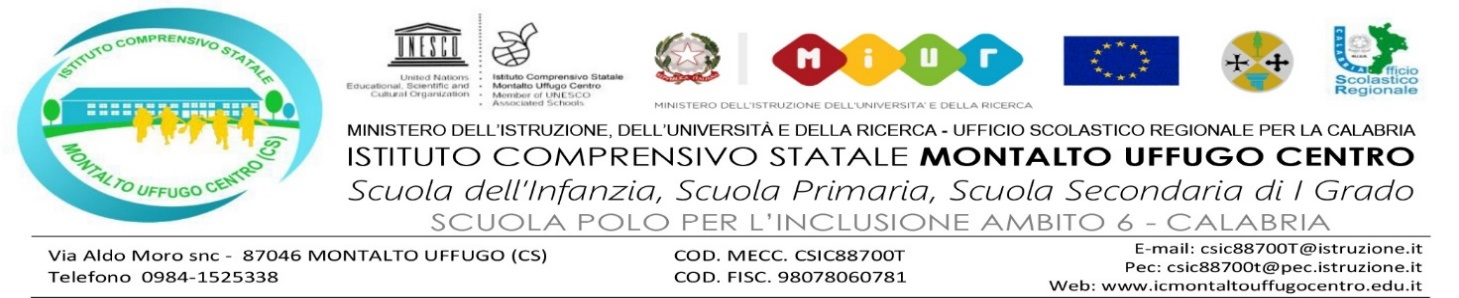 ISTITUTO COMPRENSIVO STATALE
MONTALTO UFFUGO CENTRO (CS)
UNESCO
United Nations
Educational, Scientific and
Cultural Organization
Istituto Comprensivo Statale
Montalto Uffugo Centro
Member of UNESCO
Associated Schools
MiUr
MINISTERO DELL'ISTRUZIONE DELL'UNIVERSITA' E DELLA RICERCA
CALABRIA
Ufficio
Scolastico
Regionale
MINISTERO DELL'ISTRUZIONE, DELL'UNIVERSITÀ E DELLA RICERCA - UFFICIO SCOLASTICO REGIONALE PER LA CALABRIA
ISTITUTO COMPRENSIVO STATALE MONTALTO UFFUGO CENTRO
Scuola dell'Infanzia, Scuola Primaria, Scuola Secondaria di I Grado
SCUOLA POLO PER L'INCLUSIONE AMBITO 6 - CALABRIA
Via Aldo Moro snc - 87046 MONTALTO UFFUGO (CS)
Telefono 0984-1525338
COD. MECC. CSIC88700T
COD. FISC. 98078060781
E-mail: csic88700T@istruzione.it
Pec: csic88700t@pec.istruzione.it
Web: www.icmontaltouffugocentro.edu.it